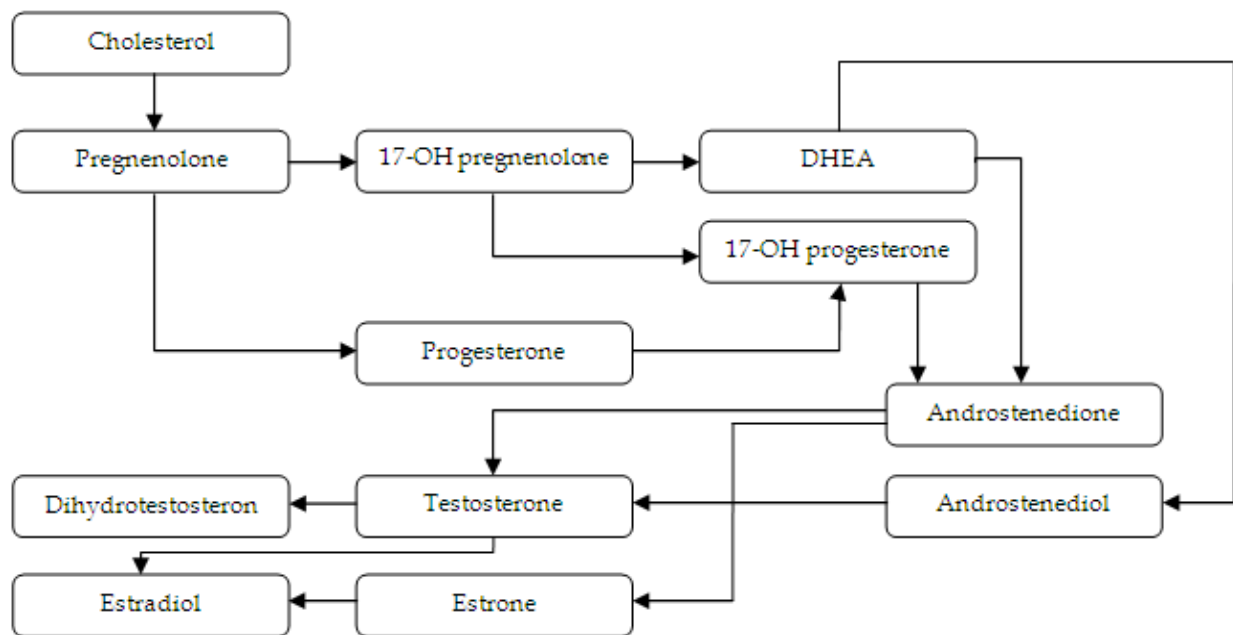 Cholesterol
Pregnenolone
17-OH pregnenolone
DHEA
17-OH progesterone
Progesterone
Androstenedione
Dihydrotestosteron
Testosterone
Androstenediol
Estradiol
Estrone